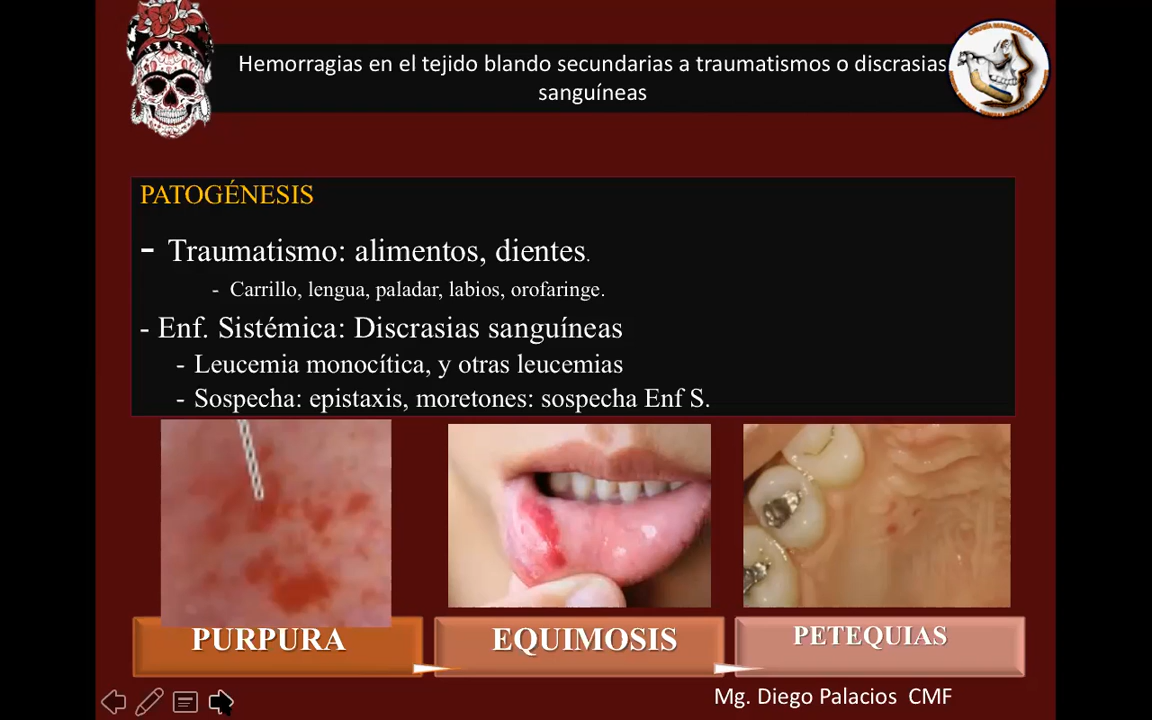 Hemorragias en el tejido blando secundarias a traumatismos o discrasias
sanguíneas
PATOGÉNESIS
- Traumatismo: alimentos, dientes.
- Carrillo, lengua, paladar, labios, orofaringe.
- Enf. Sistémica: Discrasias sanguíneas
- Leucemia monocítica, y otras leucemias
- Sospecha: epistaxis, moretones: sospecha Enf S.
PURPURA
EQUIMOSIS
PETEQUIAS
Mg. Diego Palacios CMF